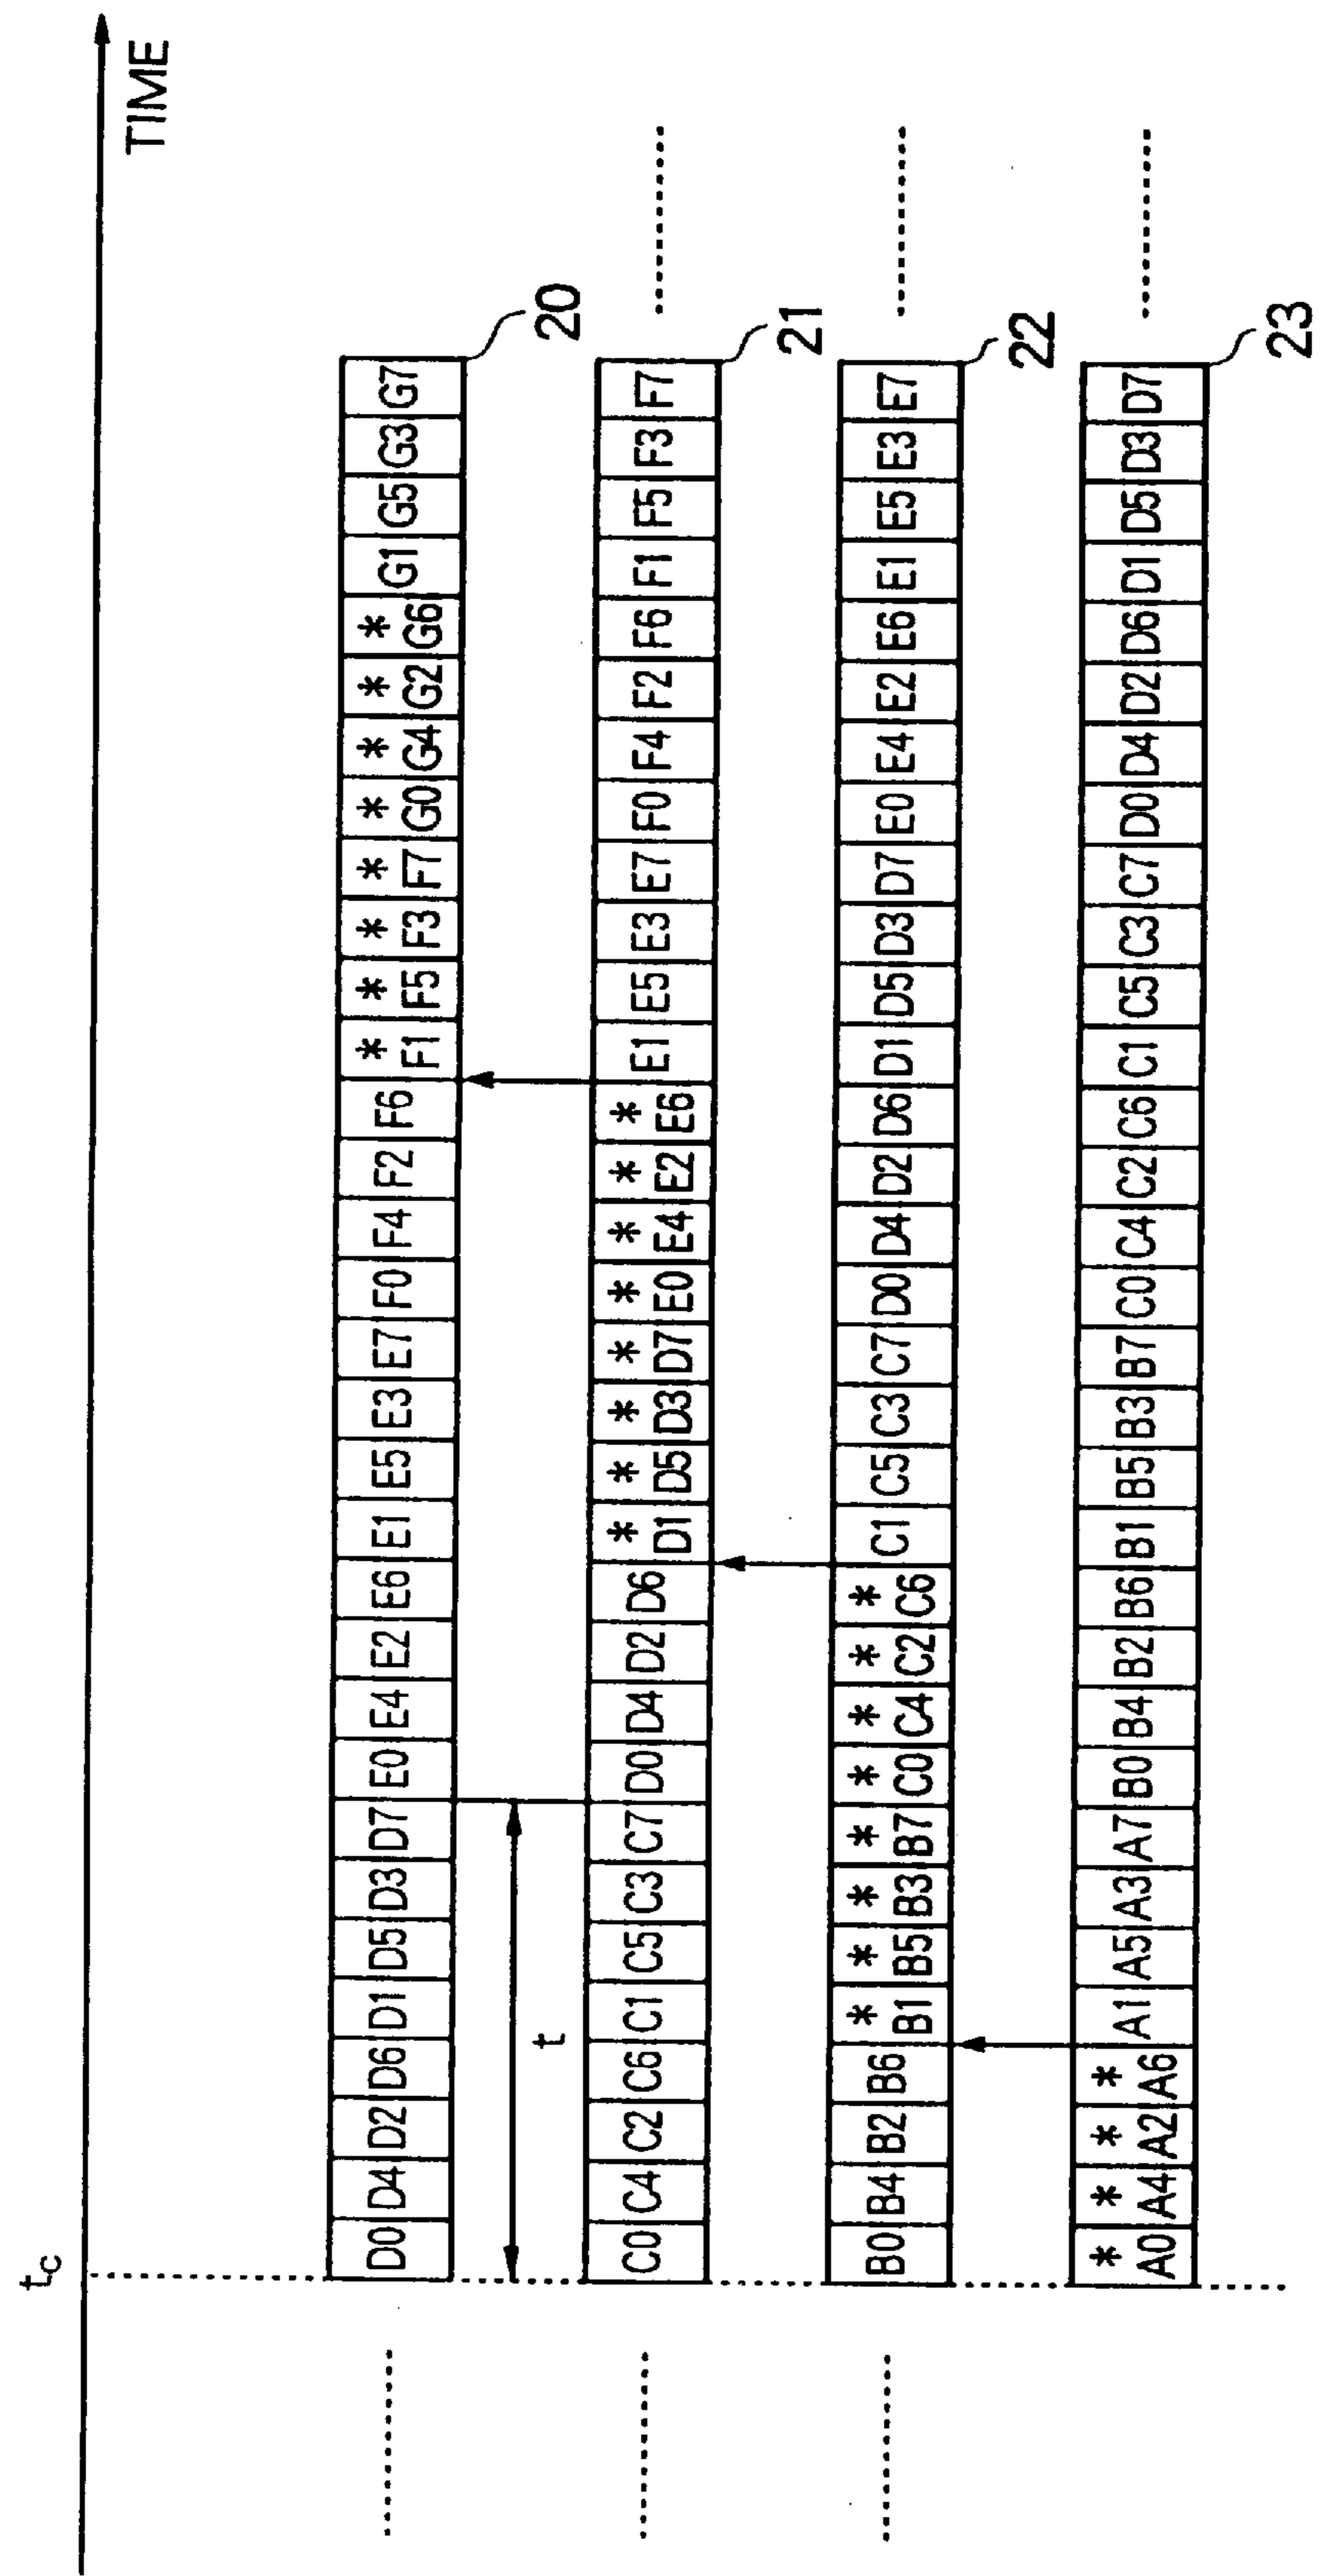 TIME
t_c
D0 D4 D2 D6 D1 D5 D3 D7 E0 E4 E2 E6 E1 E5 E3 E7 F0 F4 F2 F6 *F1 *F5 *F3 *F7 *G0 *G4 *G2 *G6 G1 G5 G3 G7
20
t
C0 C4 C2 C6 C1 C5 C3 C7 D0 D4 D2 D6 *D1 *D5 *D3 *D7 *E0 *E4 *E2 *E6 E1 E5 E3 E7 F0 F4 F2 F6 F1 F5 F3 F7
21
B0 B4 B2 B6 *B1 *B5 *B3 *B7 *C0 *C4 *C2 *C6 C1 C5 C3 C7 D0 D4 D2 D6 D1 D5 D3 D7 E0 E4 E2 E6 E1 E5 E3 E7
22
*A0 *A4 *A2 *A6 A1 A5 A3 A7 B0 B4 B2 B6 B1 B5 B3 B7 C0 C4 C2 C6 C1 C5 C3 C7 D0 D4 D2 D6 D1 D5 D3 D7
23